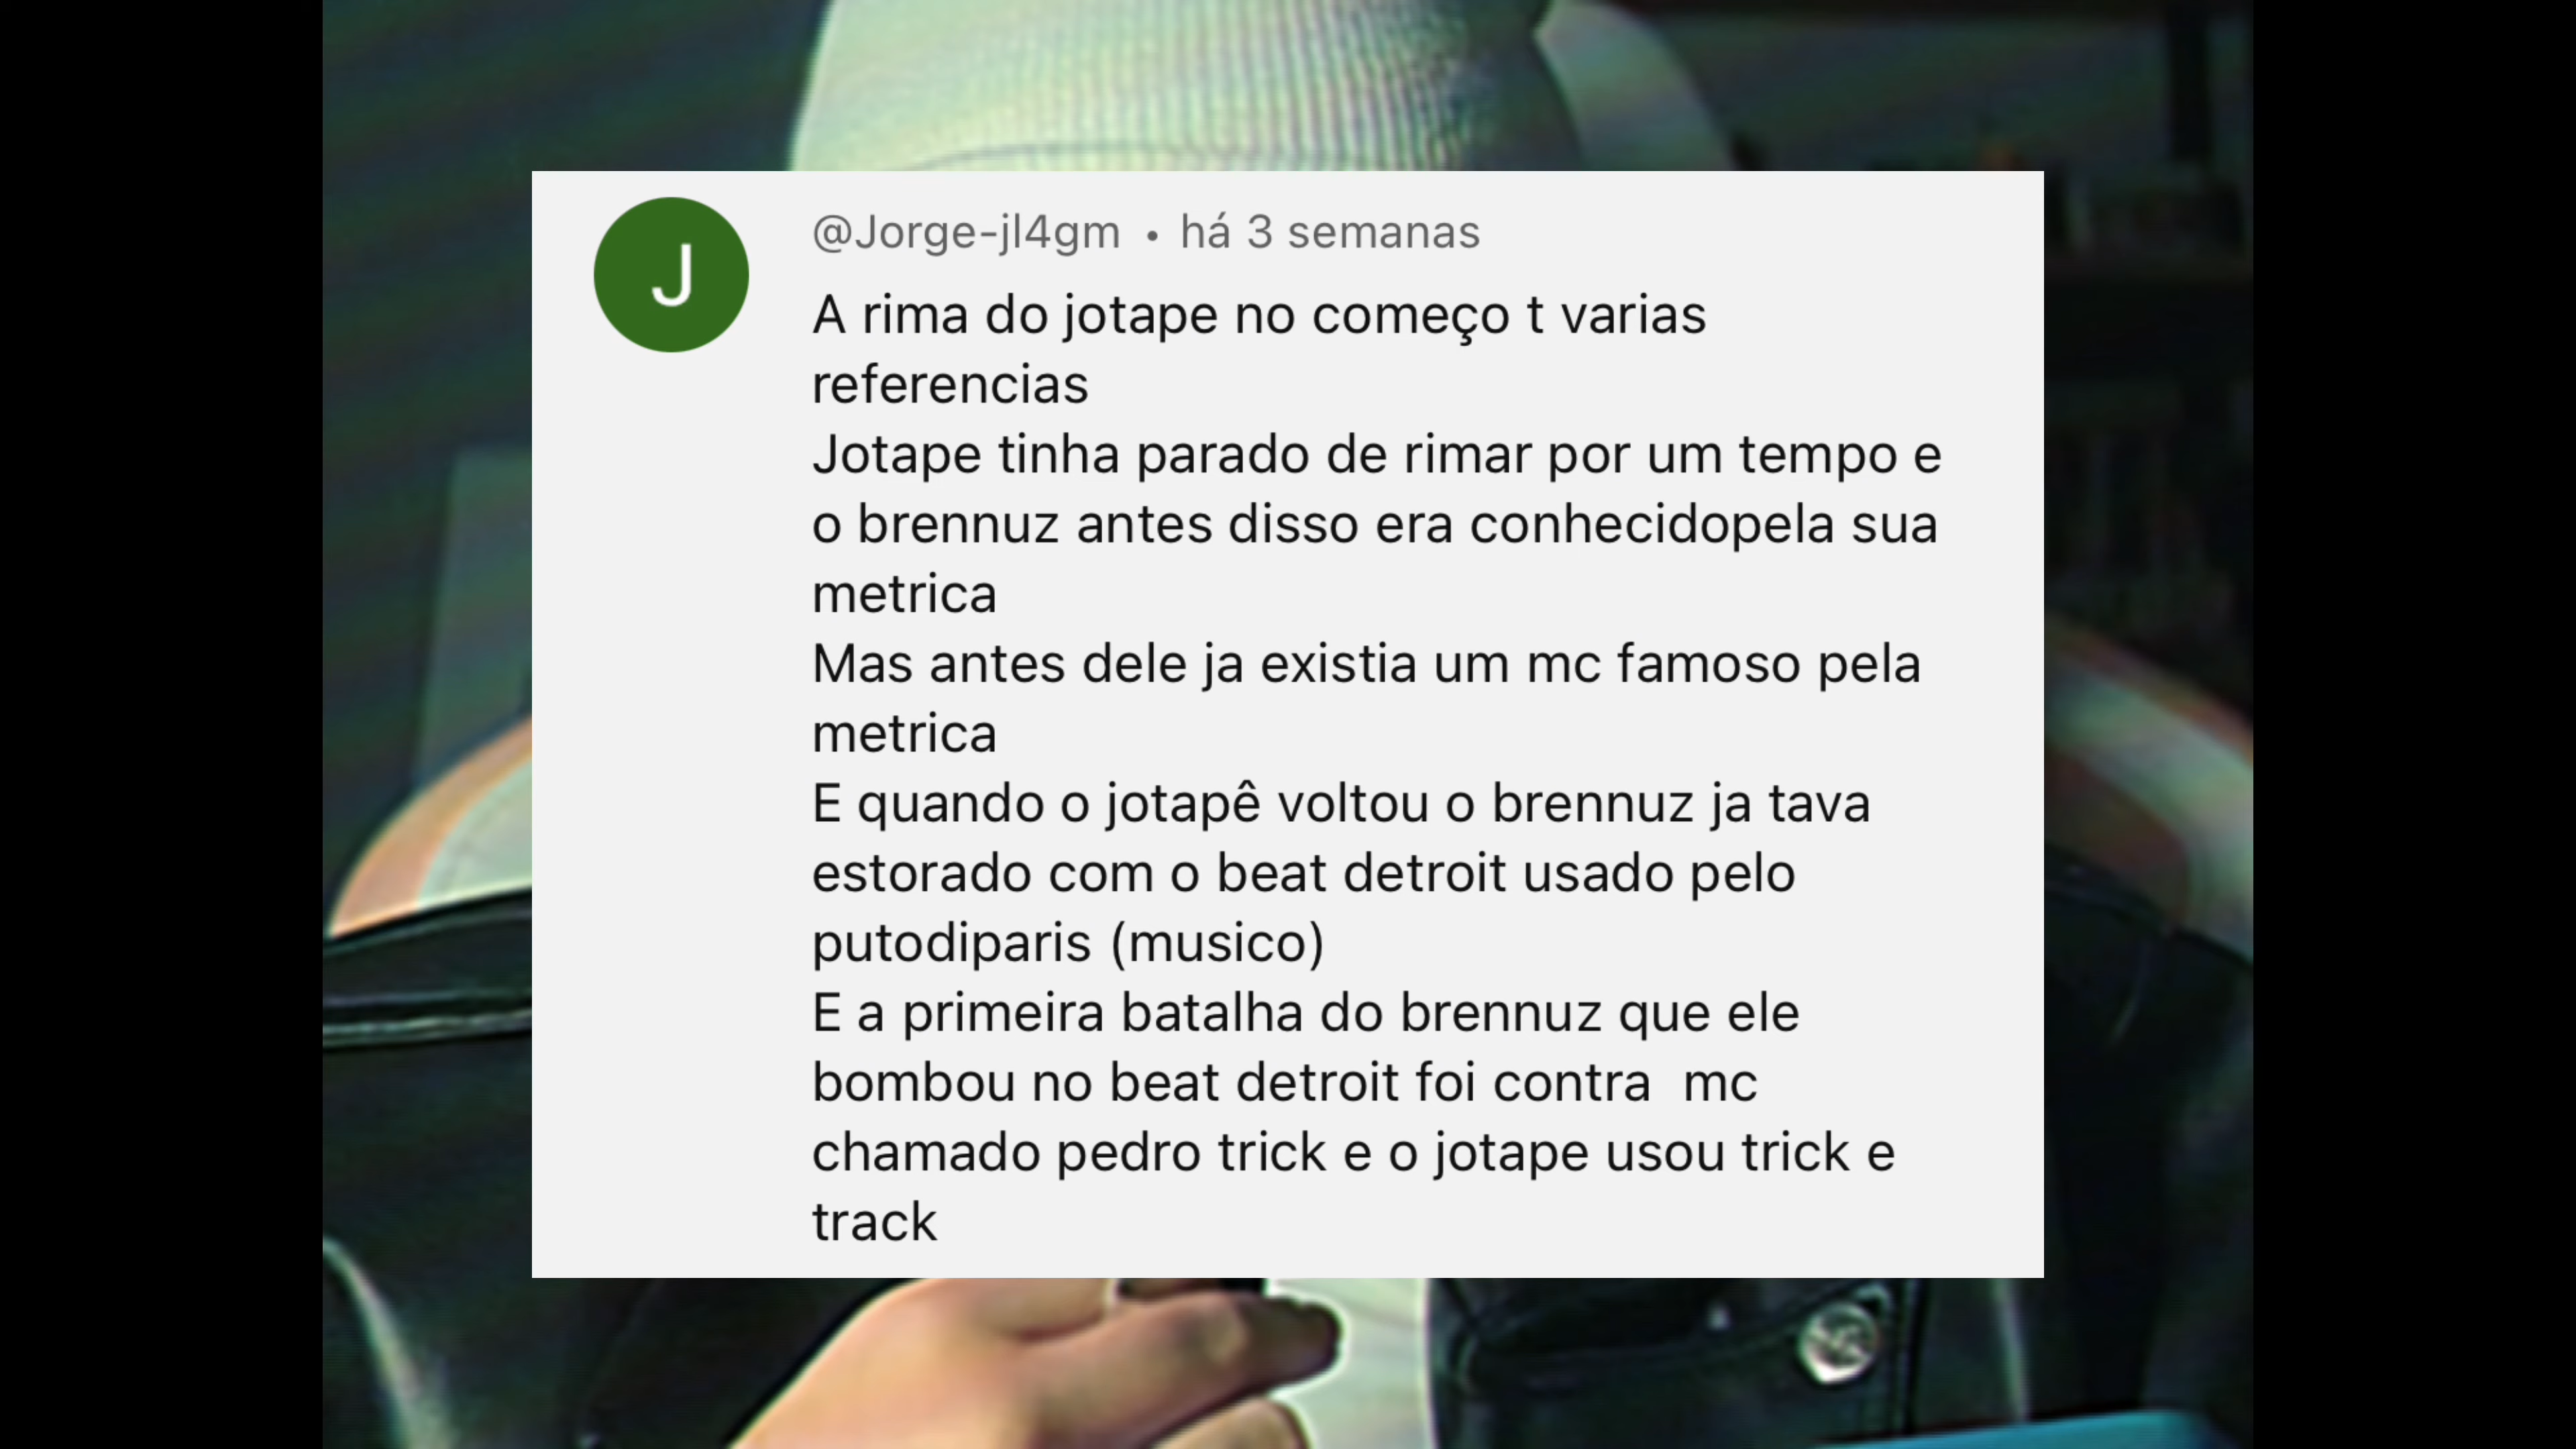 J
@Jorge-jl4gm • há 3 semanas
A rima do jotape no começo t varias
referencias
Jotape tinha parado de rimar por um tempo e
o brennuz antes disso era conhecidopela sua
metrica
Mas antes dele ja existia um mc famoso pela
metrica
E quando o jotapê voltou o brennuz ja tava
estorado com o beat detroit usado pelo
putodiparis (musico)
E a primeira batalha do brennuz que ele
bombou no beat detroit foi contra  mc
chamado pedro trick e o jotape usou trick e
track